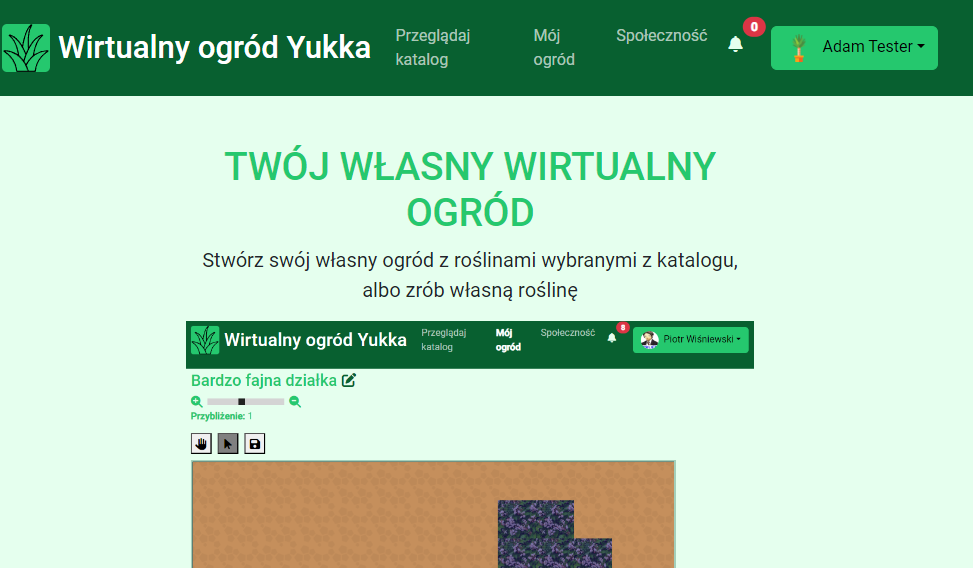 Wirtualny ogród Yukka
Przeglądaj
katalog
Mój
ogród
Społeczność
0
Adam Tester
TWÓJ WŁASNY WIRTUALNY
OGRÓD
Stwórz swój własny ogród z roślinami wybranymi z katalogu,
albo zrób własną roślinę
Wirtualny ogród Yukka
Przeglądaj
katalog
Mój
ogród
Społeczność
8
Piotr Wiśniewski
Bardzo fajna działka
Przybliżenie: 1